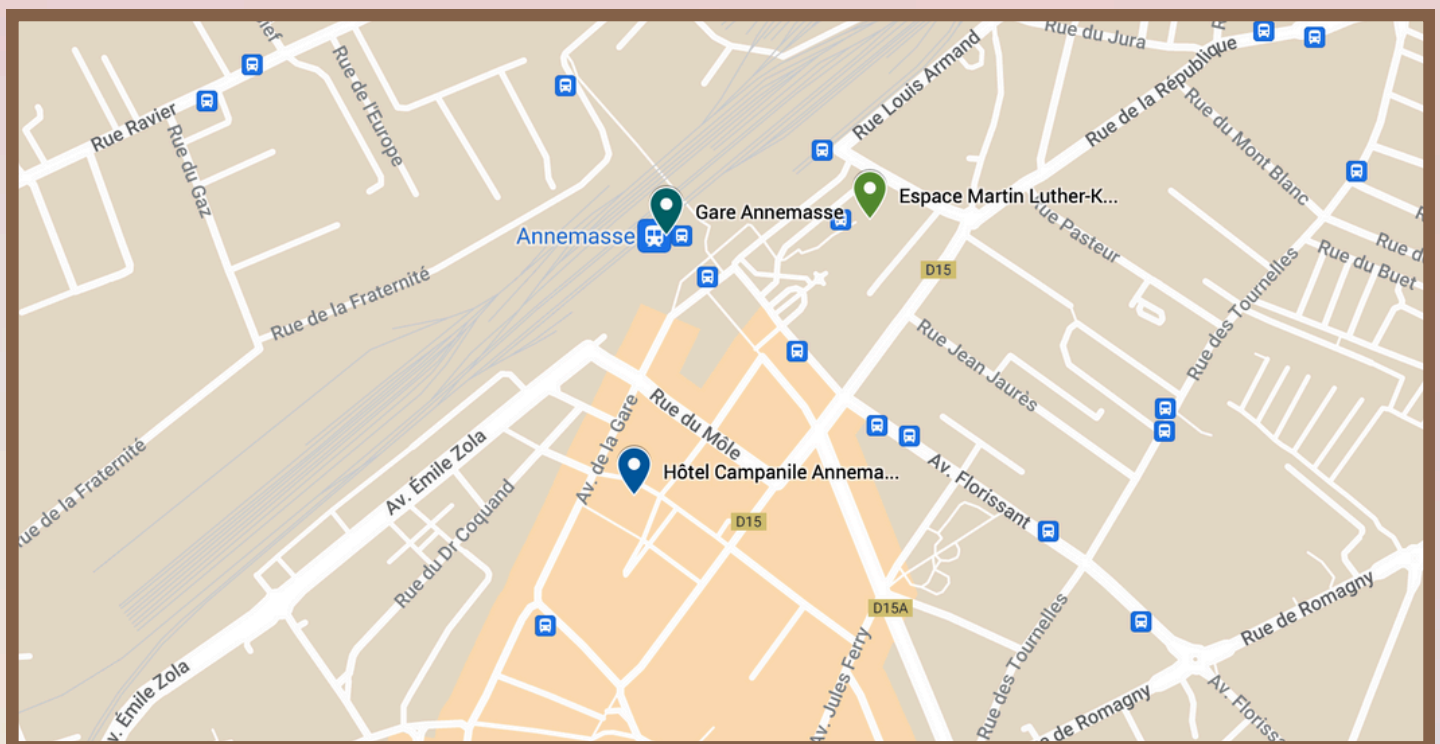 Rue du Jura
Rue Louis Armand
Rue de la République
Rue de l'Europe
Rue Ravier
Rue du Gaz
Rue du Mont Blanc
Espace Martin Luther-K...
Gare Annemasse
Annemasse
Rue Pasteur
Rue du Buet
D15
Rue de la Fraternité
Rue des Tournelles
Rue Jean Jaurès
Rue du Môle
Av. de la Gare
Av. Émile Zola
Hôtel Campanile Annema...
Av. Florissant
rue de la Fraternité
D15
Rue du Dr Coquand
D15A
Rue de Romagny
Rue des Tournelles
Av. Jules Ferry
v. Émile Zola
e de Romagny
Av. Floriss